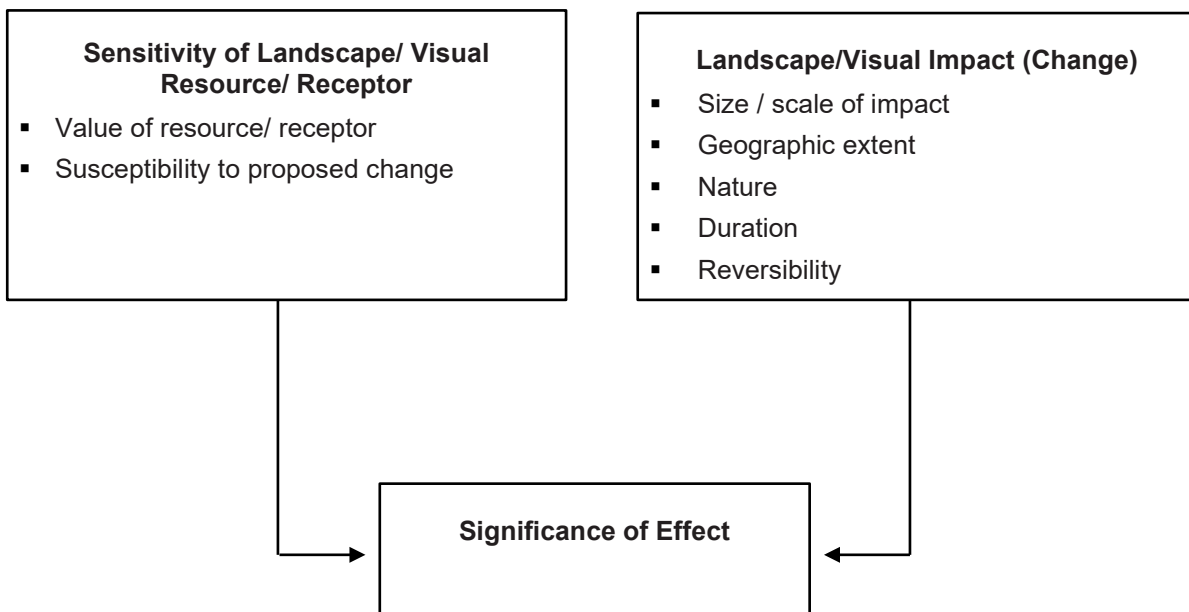 Sensitivity of Landscape/ Visual
Resource/ Receptor
▪ Value of resource/ receptor
▪ Susceptibility to proposed change
Landscape/Visual Impact (Change)
▪ Size / scale of impact
▪ Geographic extent
▪ Nature
▪ Duration
▪ Reversibility
Significance of Effect